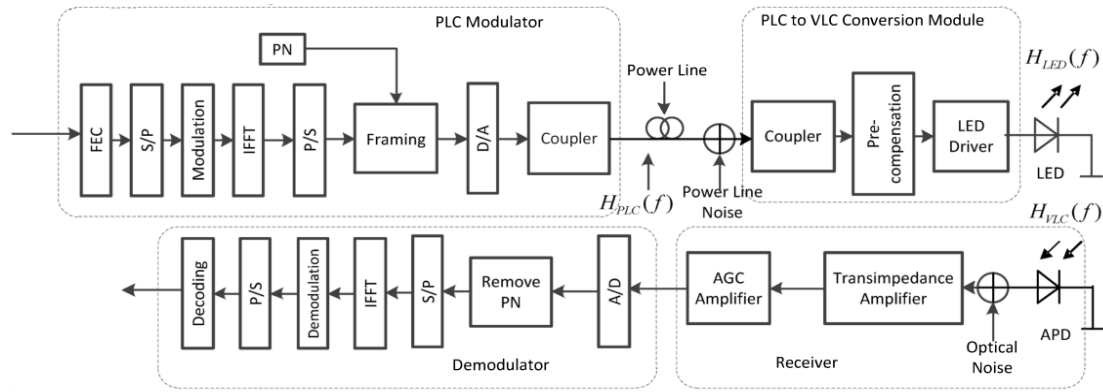 PLC Modulator
PN
FEC
S/P
Modulation
IFFT
P/S
Framing
D/A
Coupler
Power Line
H_PLC(f)
Power Line
Noise
PLC to VLC Conversion Module
Coupler
Pre-
compensation
LED
Driver
H_LED(f)
LED
H_VLC(f)
APD
Optical
Noise
Transimpedance
Amplifier
AGC
Amplifier
Receiver
A/D
Remove
PN
S/P
IFFT
Demodulation
P/S
Decoding
Demodulator